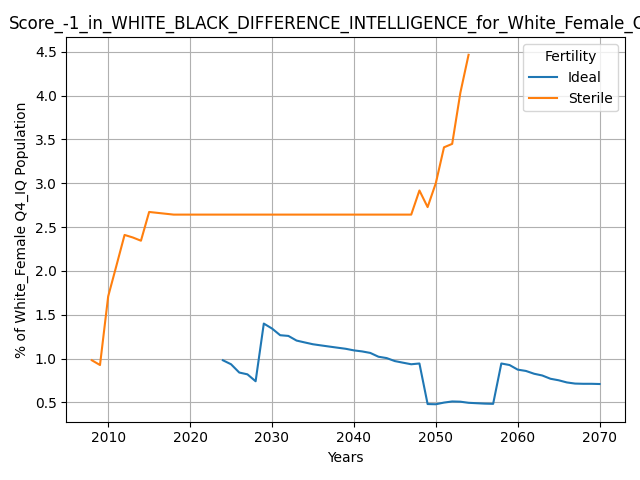 Score_-1_in_WHITE_BLACK_DIFFERENCE_INTELLIGENCE_for_White_Female_
% of White_Female Q4_IQ Population
4.5
4.0
3.5
3.0
2.5
2.0
1.5
1.0
0.5
Fertility
Ideal
Sterile
2010 2020 2030 2040 2050 2060 2070
Years